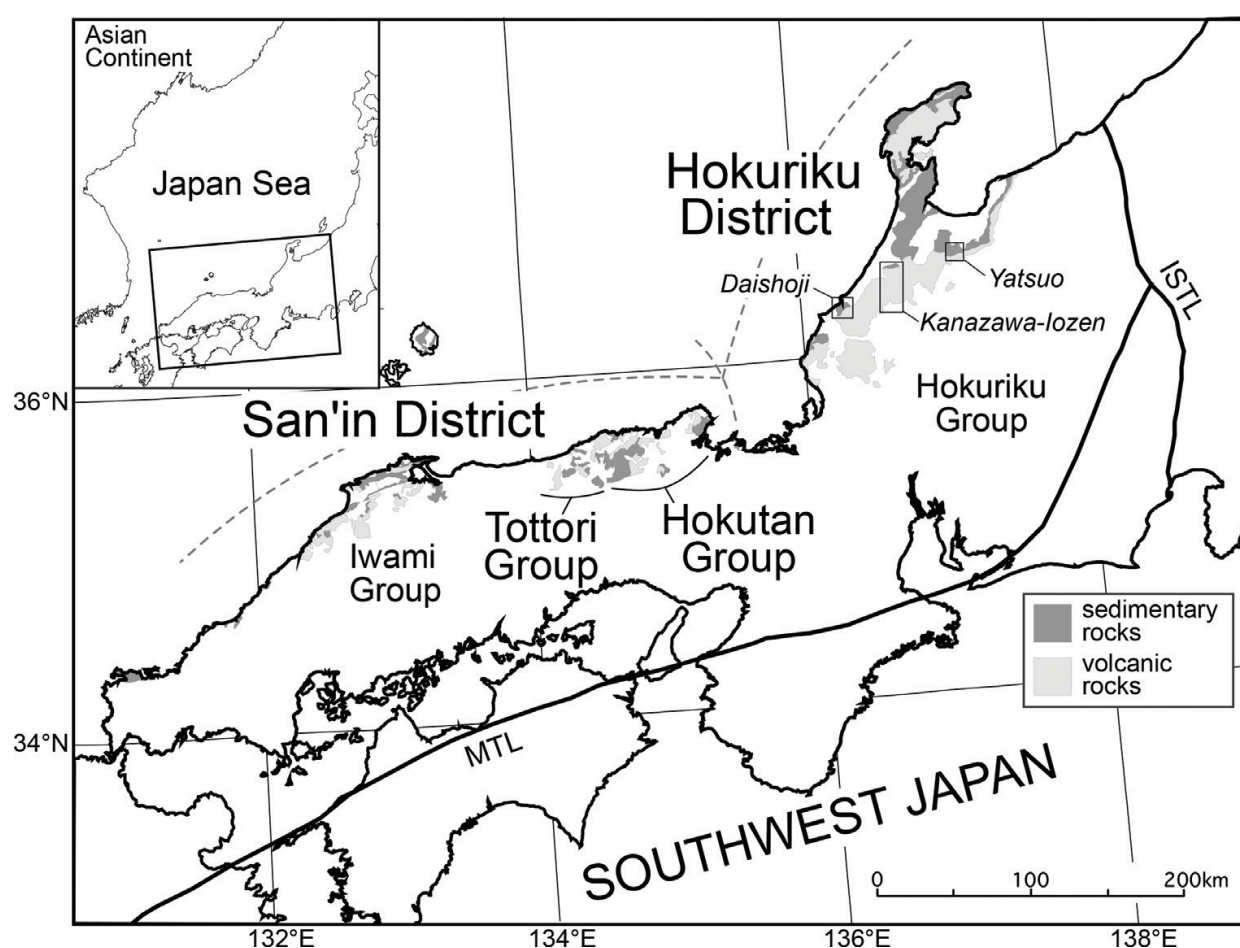 Asian
Continent
Japan Sea
Hokuriku
District
Daishoji
Yatsuo
Kanazawa-Iozen
ISTL
36°N
Hokuriku
Group
San'in District
Tottori
Group
Hokutan
Group
Iwami
Group
sedimentary
rocks
volcanic
rocks
34°N
MTL
SOUTHWEST JAPAN
0 100 200km
132°E 134°E 136°E 138°E